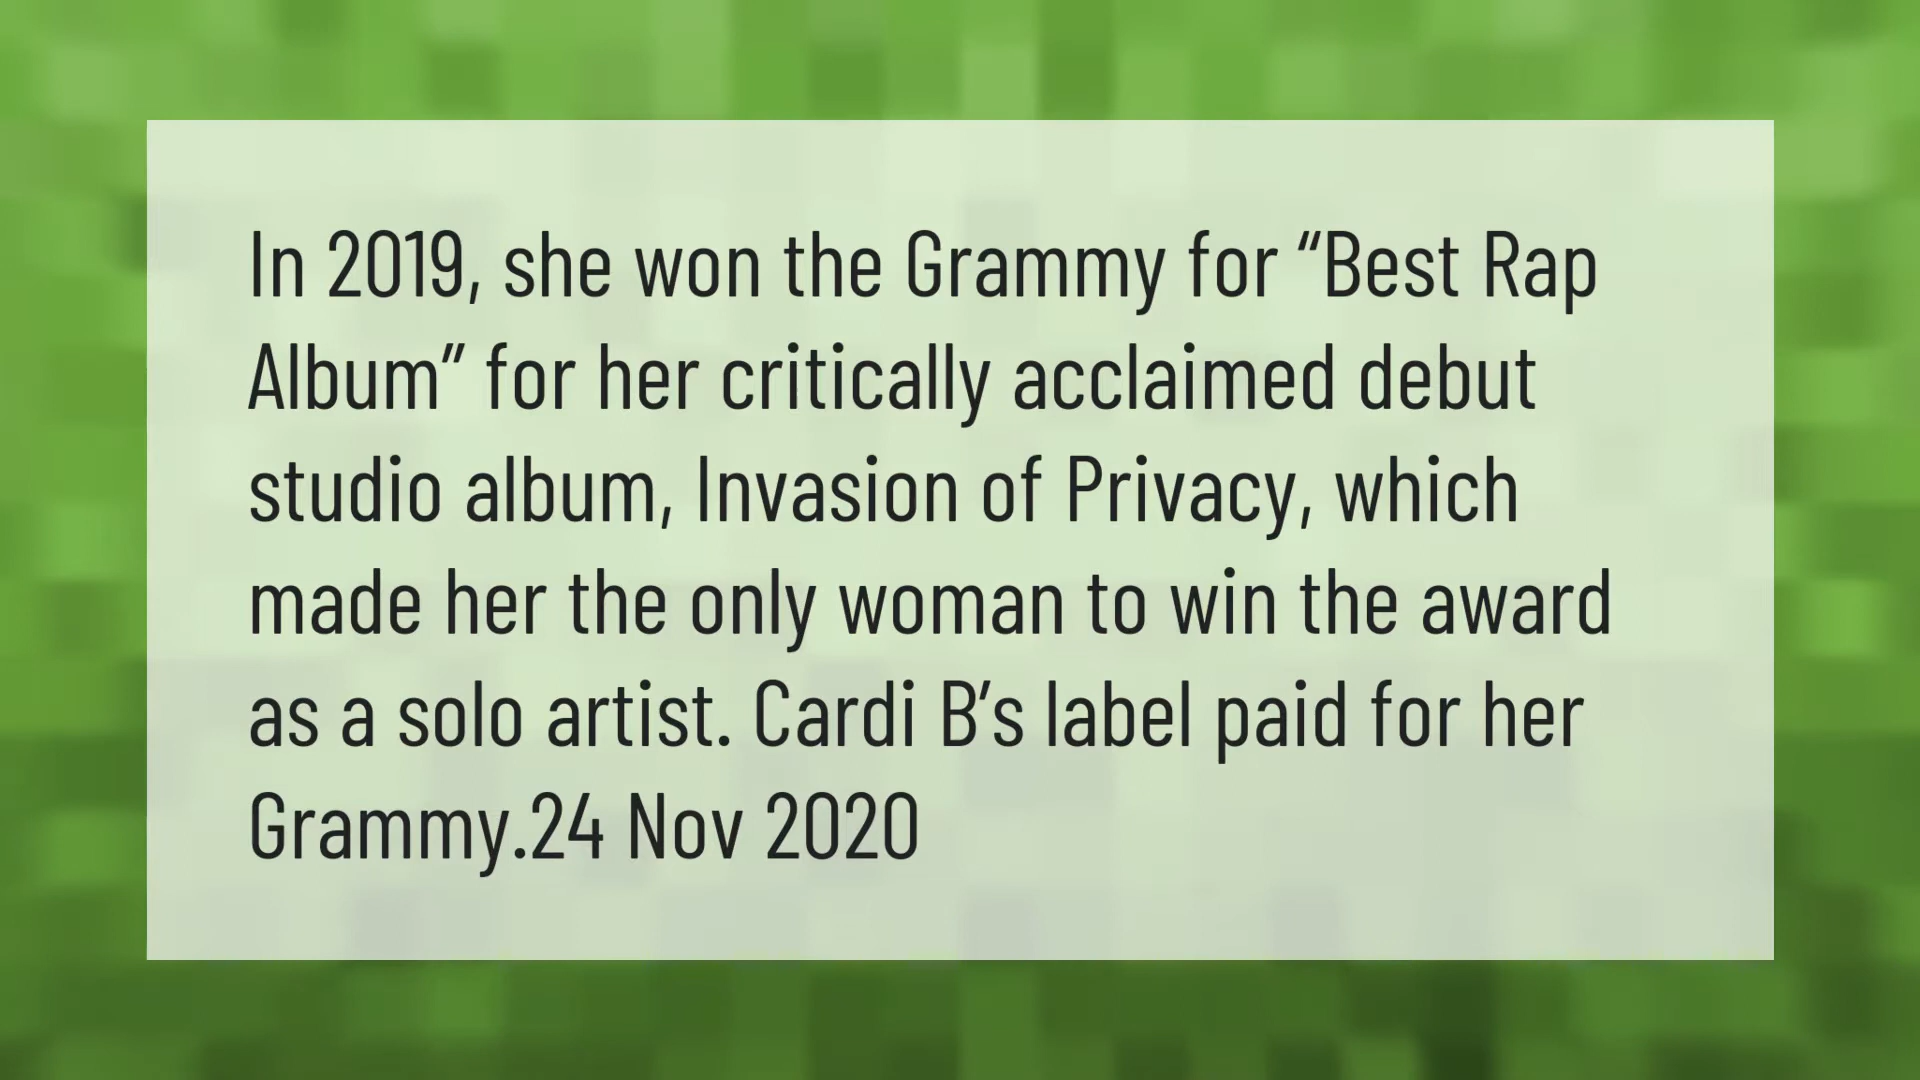 In 2019, she won the Grammy for “Best Rap
Album” for her critically acclaimed debut
studio album, Invasion of Privacy, which
made her the only woman to win the award
as a solo artist. Cardi B’s label paid for her
Grammy.24 Nov 2020